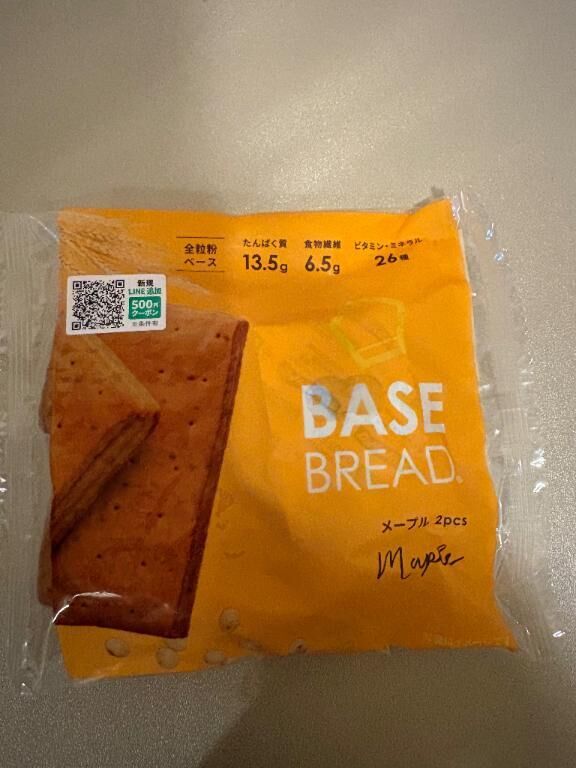 全粒粉
ベース
たんぱく質
13.5g
食物繊維
6.5g
ビタミン・ミネラル
26種
新規
LINE追加
500円
クーポン
※条件有
BASE
BREAD®
メープル 2pcs
Maple